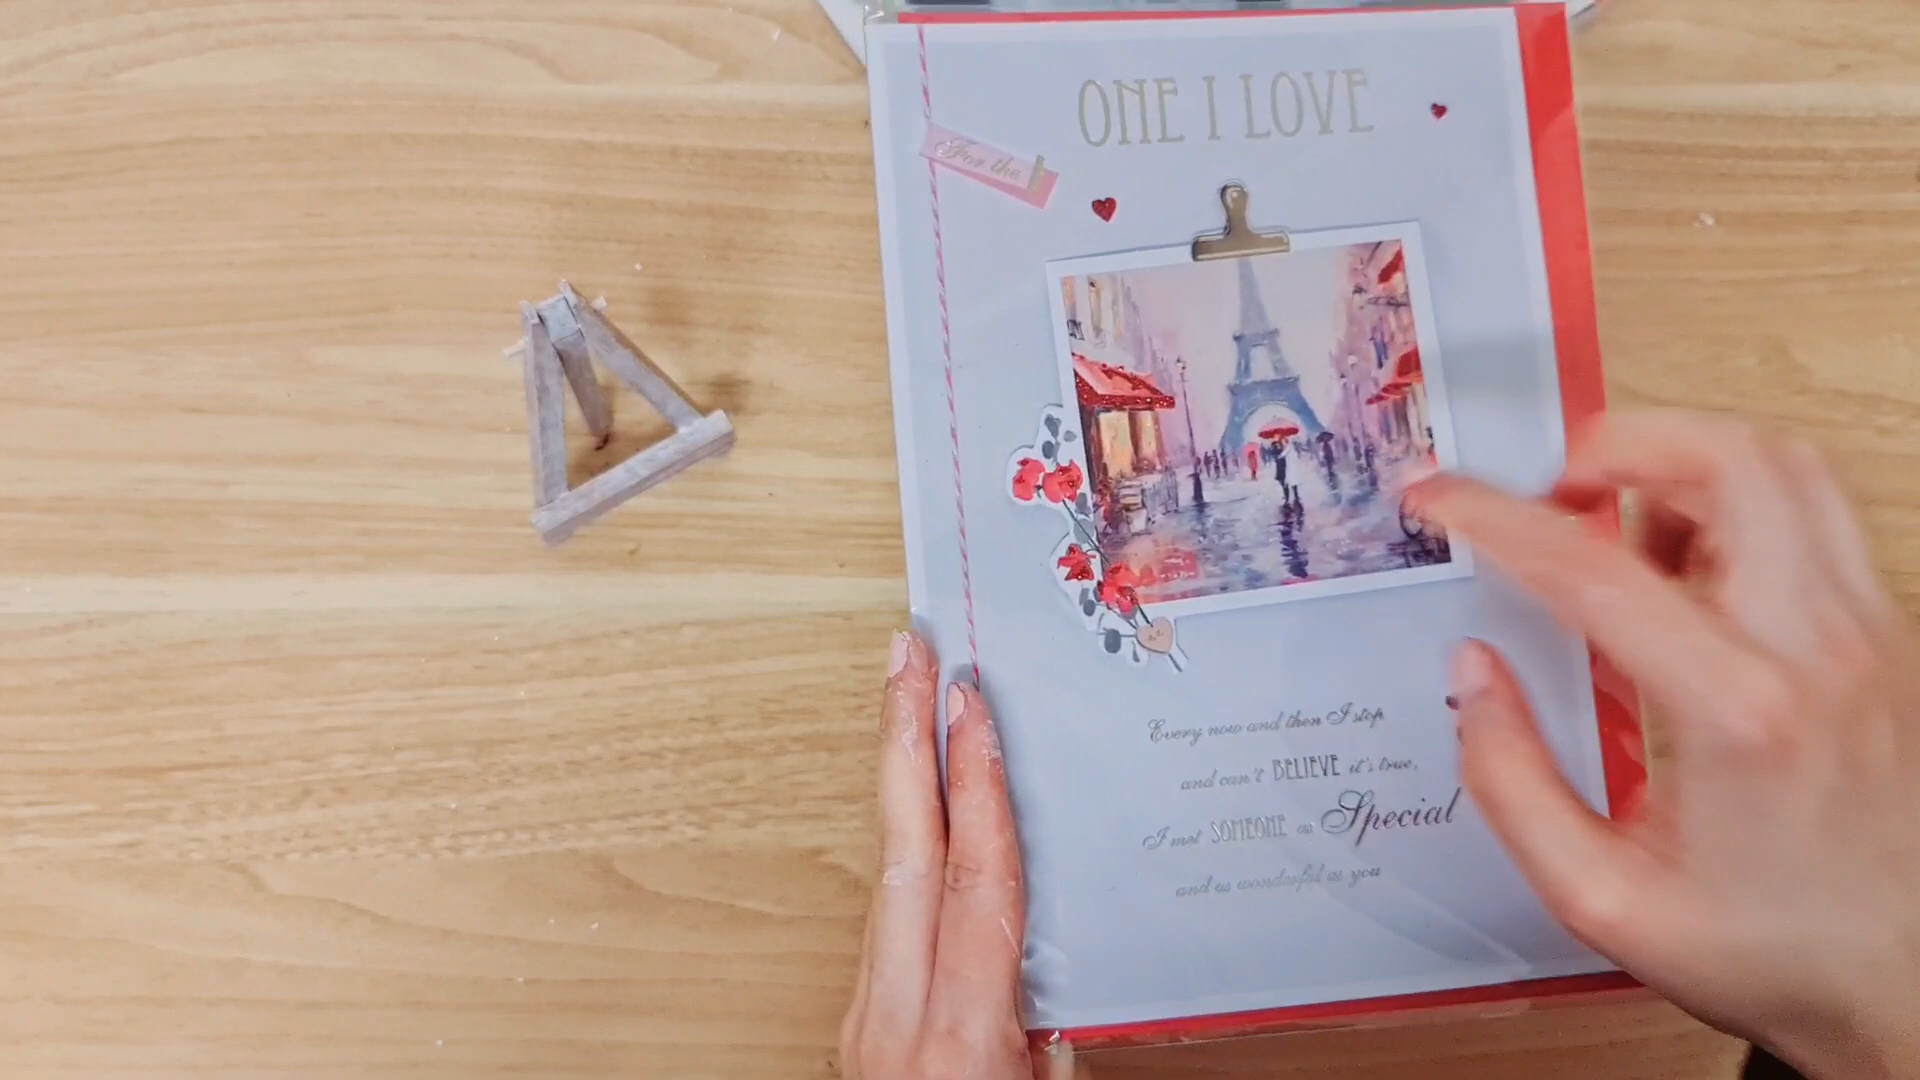 For the
ONE I LOVE
Every now and then I stop
and can't BELIEVE it's true,
I met SOMEONE as Special
and as wonderful as you